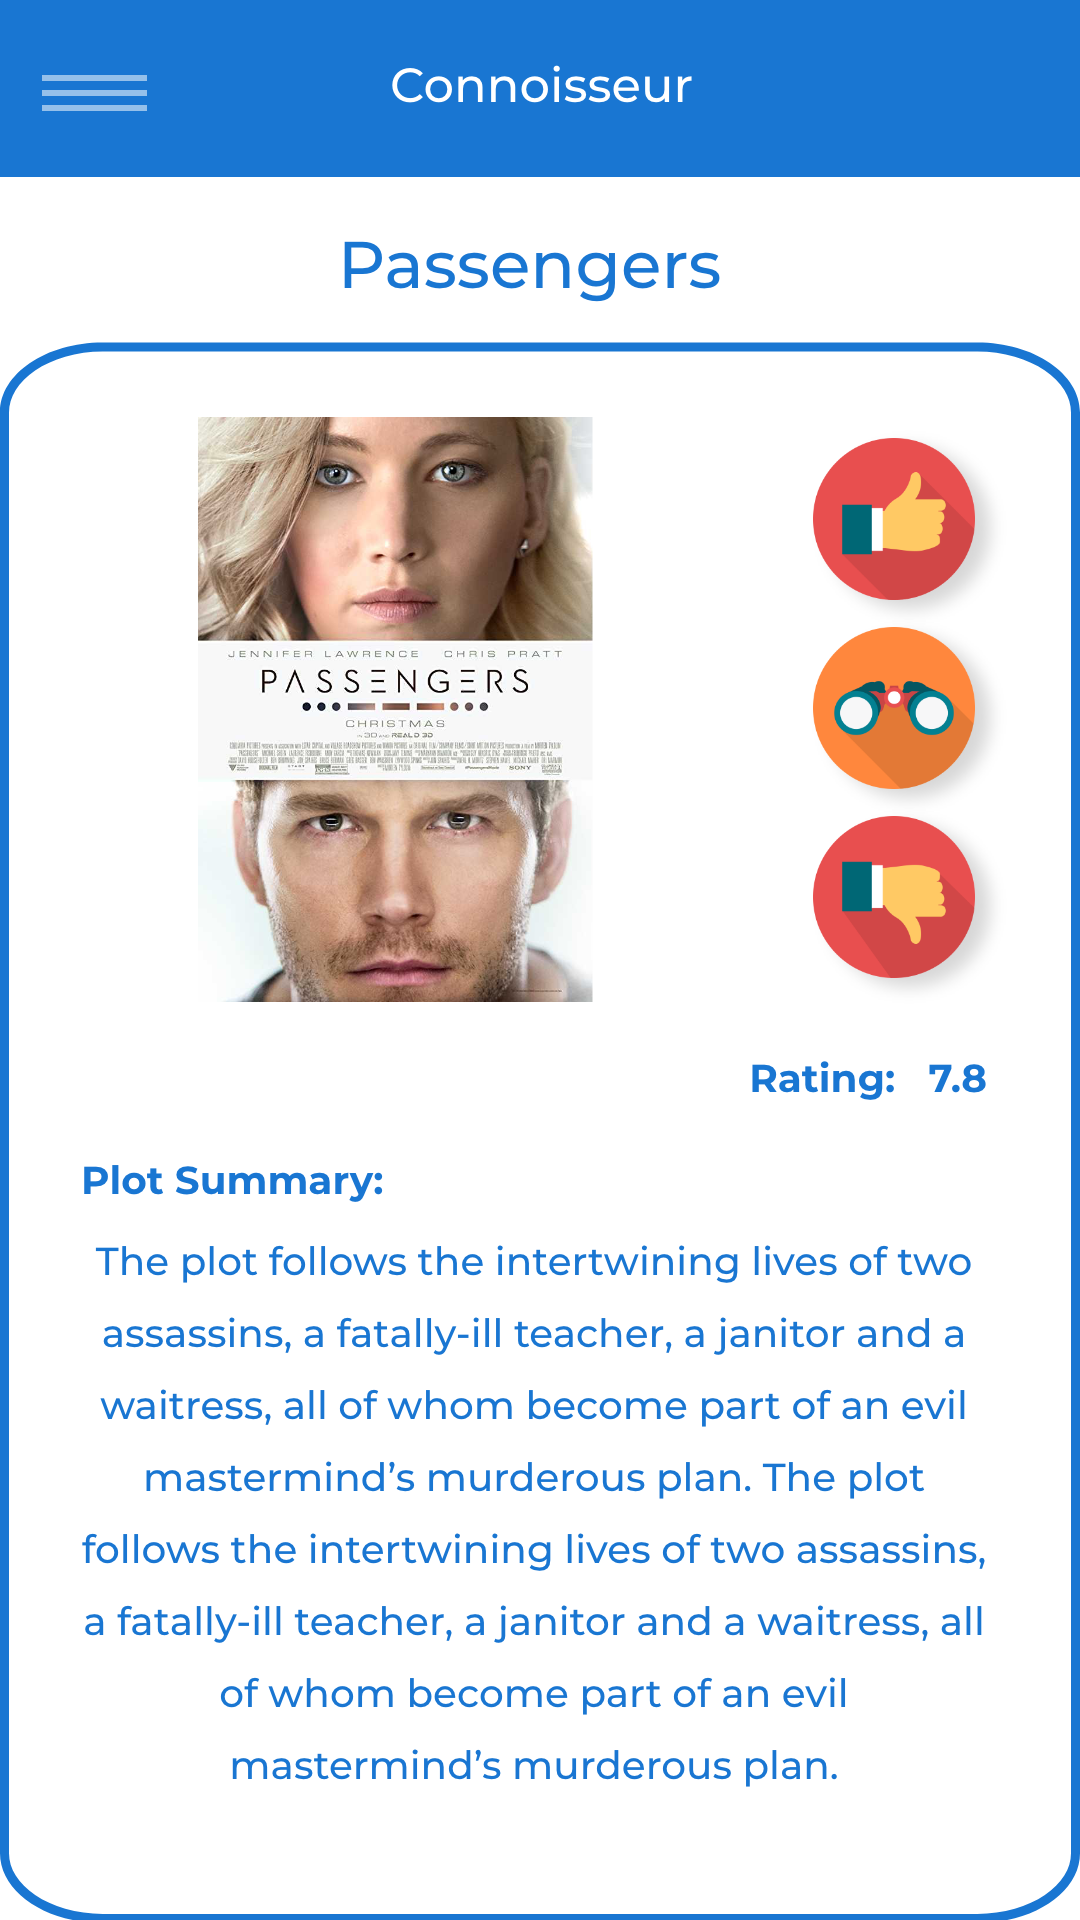 Connoisseur
Passengers
JENNIFER LAWRENCE CHRIS PRATT
PASSENGERS
CHRISTMAS
IN 3D AND REALD 3D
SONY
Rating: 7.8
Plot Summary:
The plot follows the intertwining lives of two
assassins, a fatally-ill teacher, a janitor and a
waitress, all of whom become part of an evil
mastermind’s murderous plan. The plot
follows the intertwining lives of two assassins,
a fatally-ill teacher, a janitor and a waitress, all
of whom become part of an evil
mastermind’s murderous plan.